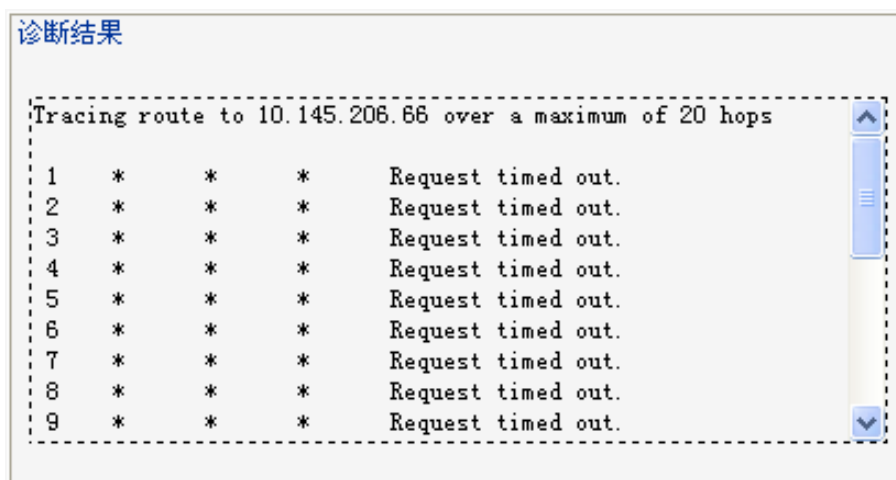 诊断结果
Tracing route to 10.145.206.66 over a maximum of 20 hops
1 * * * Request timed out.
2 * * * Request timed out.
3 * * * Request timed out.
4 * * * Request timed out.
5 * * * Request timed out.
6 * * * Request timed out.
7 * * * Request timed out.
8 * * * Request timed out.
9 * * * Request timed out.